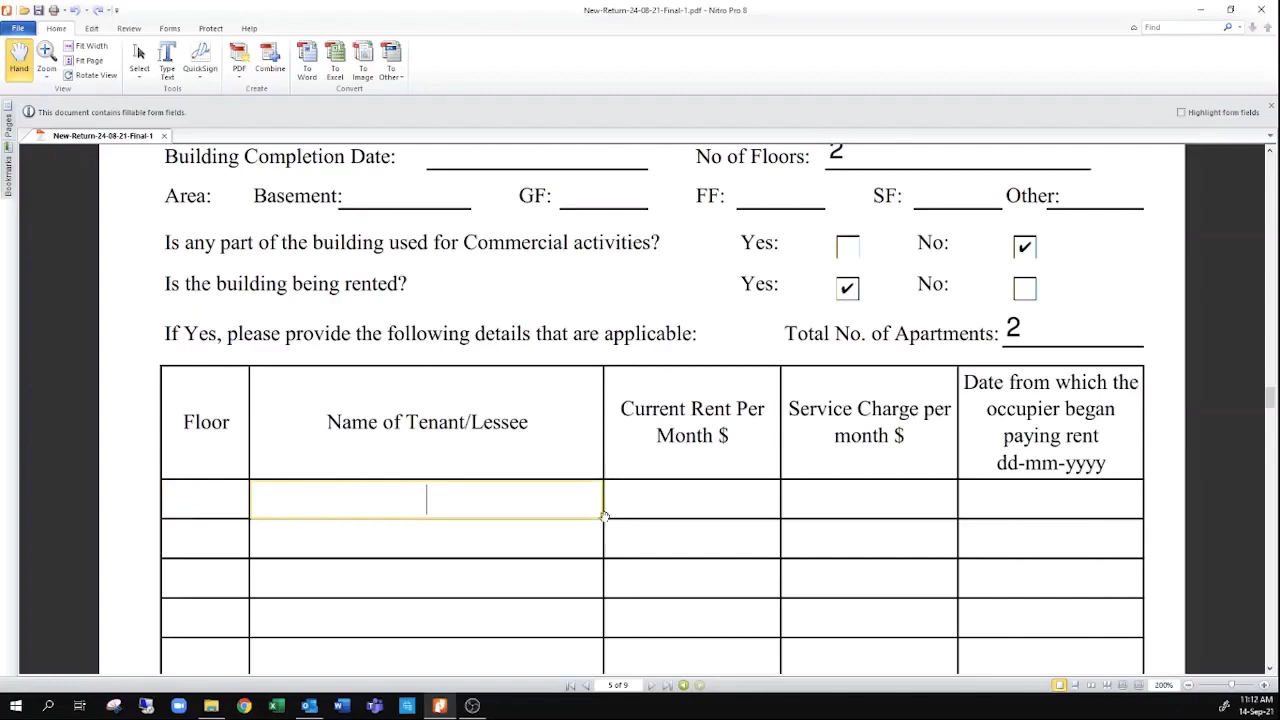 New-Return-24-08-21-Final-1.pdf - Nitro Pro 8
File Home Edit Review Forms Protect Help
Find
Hand
Zoom
Fit Width
Fit Page
Rotate View
Select
Type Text
QuickSign
PDF
Combine
To Word
To Excel
To Image
To Other
View
Tools
Create
Convert
This document contains fillable form fields.
Highlight form fields
Pages
Bookmarks
New-Return-24-08-21-Final-1
Building Completion Date: No of Floors: 2
Area: Basement: GF: FF: SF: Other:
Is any part of the building used for Commercial activities? Yes: No: ✔
Is the building being rented? Yes: ✔ No:
If Yes, please provide the following details that are applicable: Total No. of Apartments: 2
Floor
Name of Tenant/Lessee
Current Rent Per
Month $
Service Charge per
month $
Date from which the
occupier began
paying rent
dd-mm-yyyy
5 of 9
200%
11:12 AM
14-Sep-21